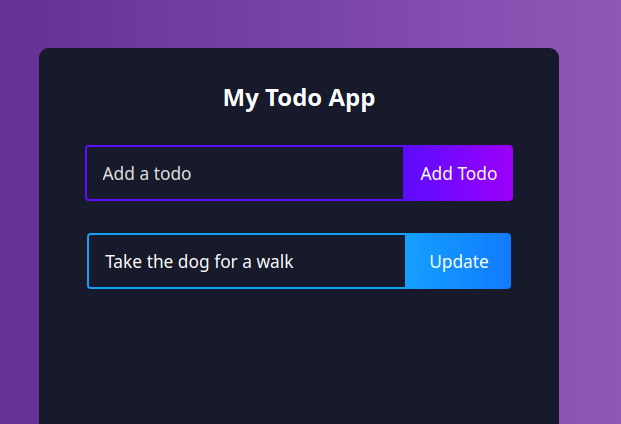 My Todo App
Add a todo
Add Todo
Take the dog for a walk
Update